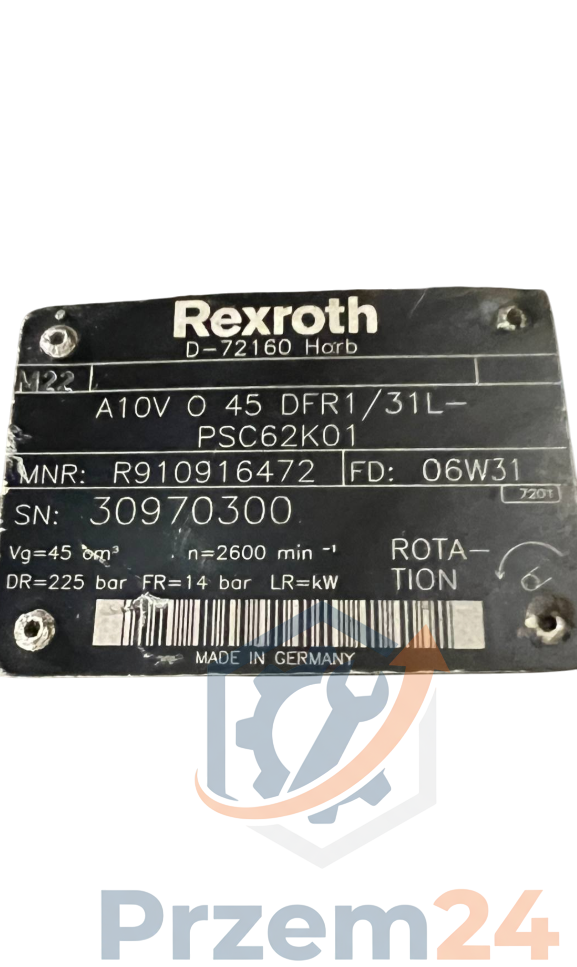 Rexroth
D-72160 Horb
M22
A10V O 45 DFR1/31L-
PSC62K01
MNR: R910916472 FD: 06W31
7201
SN: 30970300
Vg=45 cm³ n=2600 min ⁻¹
DR=225 bar FR=14 bar LR=kW
ROTA-
TION
MADE IN GERMANY
Przem24